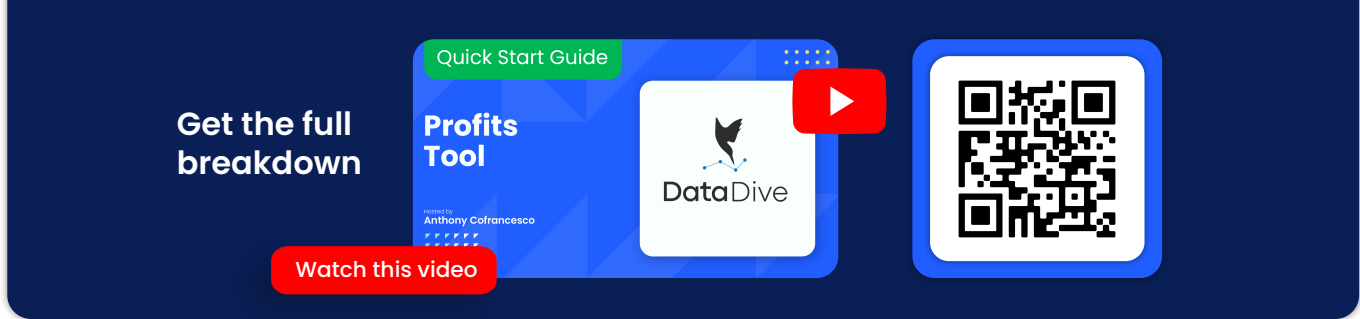 Get the full
breakdown
Quick Start Guide
Profits
Tool
Hosted by
Anthony Cofrancesco
DataDive
Watch this video